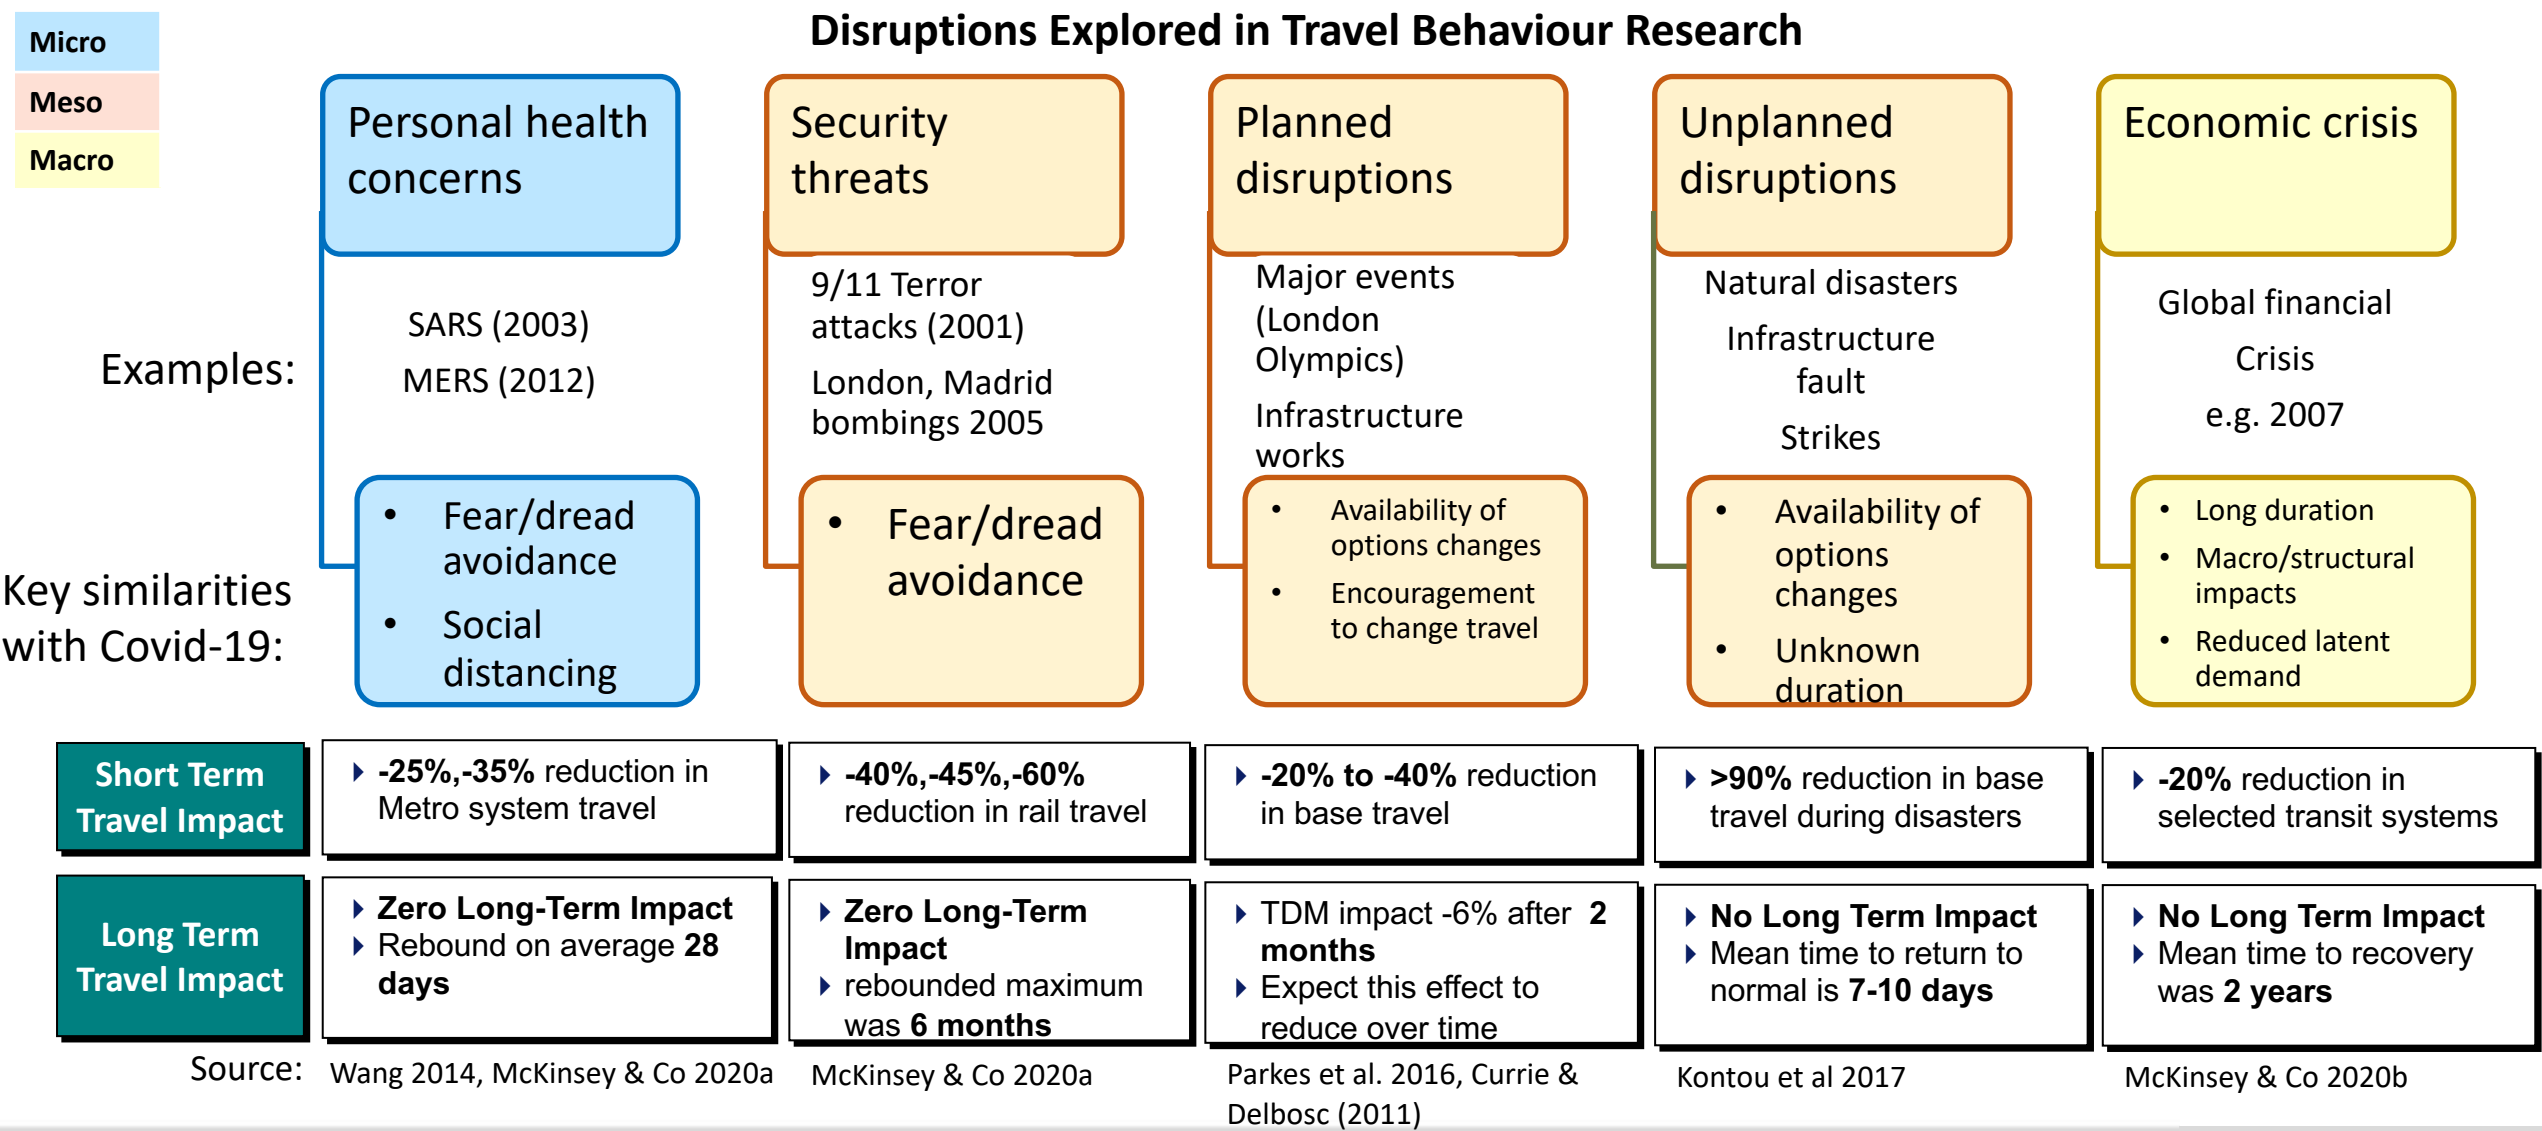 Disruptions Explored in Travel Behaviour Research
Micro
Meso
Macro
Personal health
concerns
Security
threats
Planned
disruptions
Unplanned
disruptions
Economic crisis
Examples:
SARS (2003)
MERS (2012)
9/11 Terror
attacks (2001)
London, Madrid
bombings 2005
Major events
(London
Olympics)
Infrastructure
works
Natural disasters
Infrastructure
fault
Strikes
Global financial
Crisis
e.g. 2007
Key similarities
with Covid-19:
• Fear/dread
avoidance
• Social
distancing
• Fear/dread
avoidance
• Availability of
options changes
• Encouragement
to change travel
• Availability of
options
changes
• Unknown
duration
• Long duration
• Macro/structural
impacts
• Reduced latent
demand
Short Term
Travel Impact
-25%,-35% reduction in
Metro system travel
-40%,-45%,-60%
reduction in rail travel
-20% to -40% reduction
in base travel
>90% reduction in base
travel during disasters
-20% reduction in
selected transit systems
Long Term
Travel Impact
Zero Long-Term Impact
Rebound on average 28
days
Zero Long-Term
Impact
rebounded maximum
was 6 months
TDM impact -6% after 2
months
Expect this effect to
reduce over time
No Long Term Impact
Mean time to return to
normal is 7-10 days
No Long Term Impact
Mean time to recovery
was 2 years
Source:
Wang 2014, McKinsey & Co 2020a
McKinsey & Co 2020a
Parkes et al. 2016, Currie &
Delbosc (2011)
Kontou et al 2017
McKinsey & Co 2020b